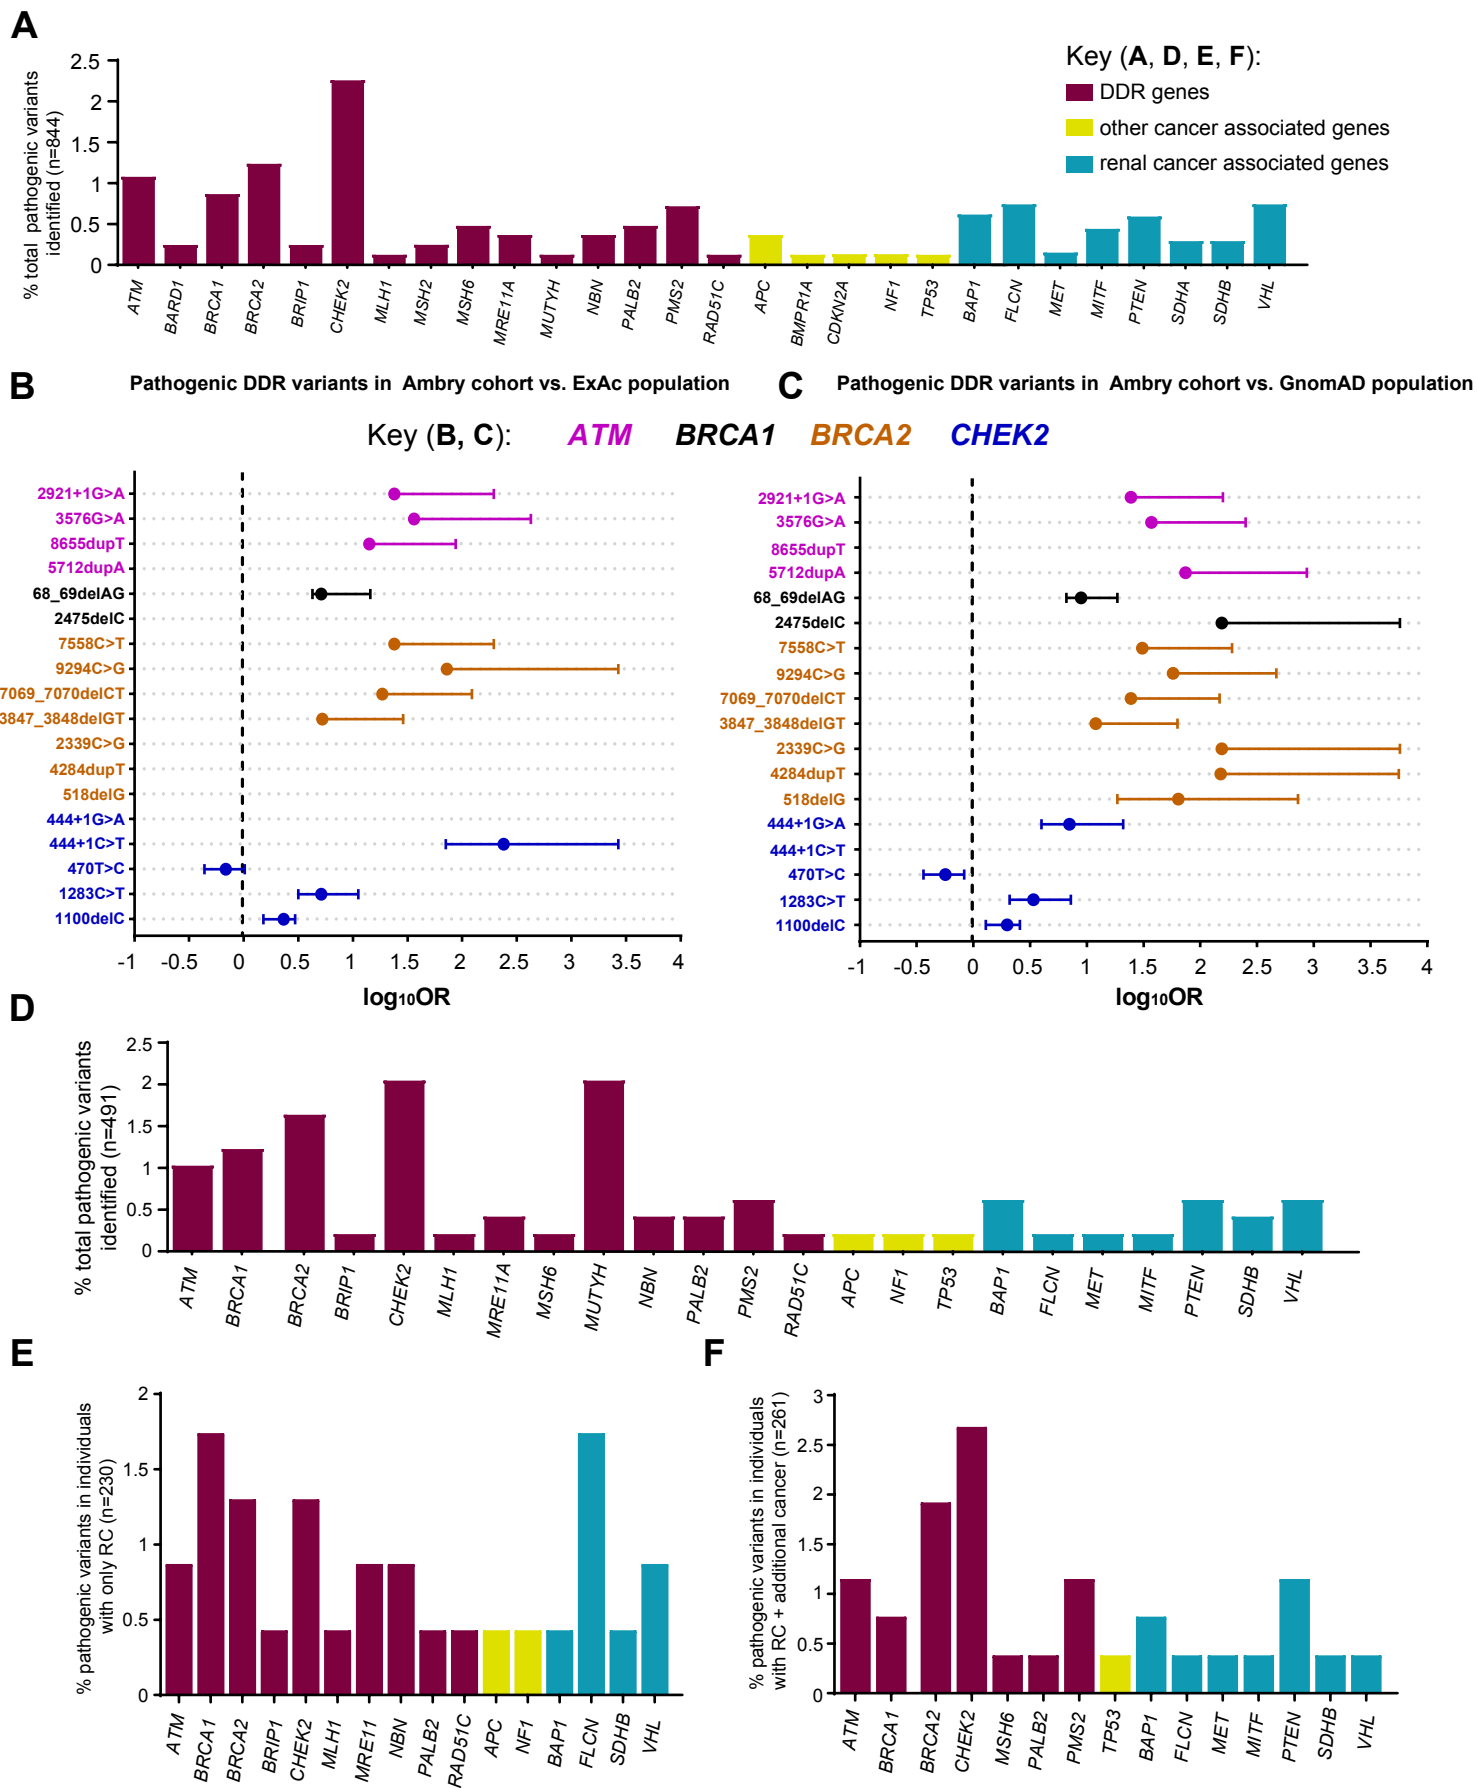 A
Key (A, D, E, F):
DDR genes
other cancer associated genes
renal cancer associated genes
% total pathogenic variants
identified (n=844)
2.5
2
1.5
1
0.5
0
ATM BARD1 BRCA1 BRCA2 BRIP1 CHEK2 MLH1 MSH2 MSH6 MRE11A MUTYH NBN PALB2 PMS2 RAD51C APC BMPR1A CDKN2A NF1 TP53 BAP1 FLCN MET MITF PTEN SDHA SDHB VHL
B Pathogenic DDR variants in Ambry cohort vs. ExAc population
C Pathogenic DDR variants in Ambry cohort vs. GnomAD population
Key (B, C): ATM BRCA1 BRCA2 CHEK2
2921+1G>A
3576G>A
8655dupT
5712dupA
68_69delAG
2475delC
7558C>T
9294C>G
7069_7070delCT
3847_3848delGT
2339C>G
4284dupT
518delG
444+1G>A
444+1C>T
470T>C
1283C>T
1100delC
-1 -0.5 0 0.5 1 1.5 2 2.5 3 3.5 4
log10OR
2921+1G>A
3576G>A
8655dupT
5712dupA
68_69delAG
2475delC
7558C>T
9294C>G
7069_7070delCT
3847_3848delGT
2339C>G
4284dupT
518delG
444+1G>A
444+1C>T
470T>C
1283C>T
1100delC
-1 -0.5 0 0.5 1 1.5 2 2.5 3 3.5 4
log10OR
D
% total pathogenic variants
identified (n=491)
2.5
2
1.5
1
0.5
0
ATM BRCA1 BRCA2 BRIP1 CHEK2 MLH1 MRE11A MSH6 MUTYH NBN PALB2 PMS2 RAD51C APC NF1 TP53 BAP1 FLCN MET MITF PTEN SDHB VHL
E
% pathogenic variants in individuals
with only RC (n=230)
2
1.5
1
0.5
0
ATM BRCA1 BRCA2 BRIP1 CHEK2 MLH1 MRE11 NBN PALB2 RAD51C APC NF1 BAP1 FLCN SDHB VHL
F
% pathogenic variants in individuals
with RC + additional cancer (n=261)
3
2.5
2
1.5
1
0.5
0
ATM BRCA1 BRCA2 CHEK2 MSH6 PALB2 PMS2 TP53 BAP1 FLCN MET MITF PTEN SDHB VHL